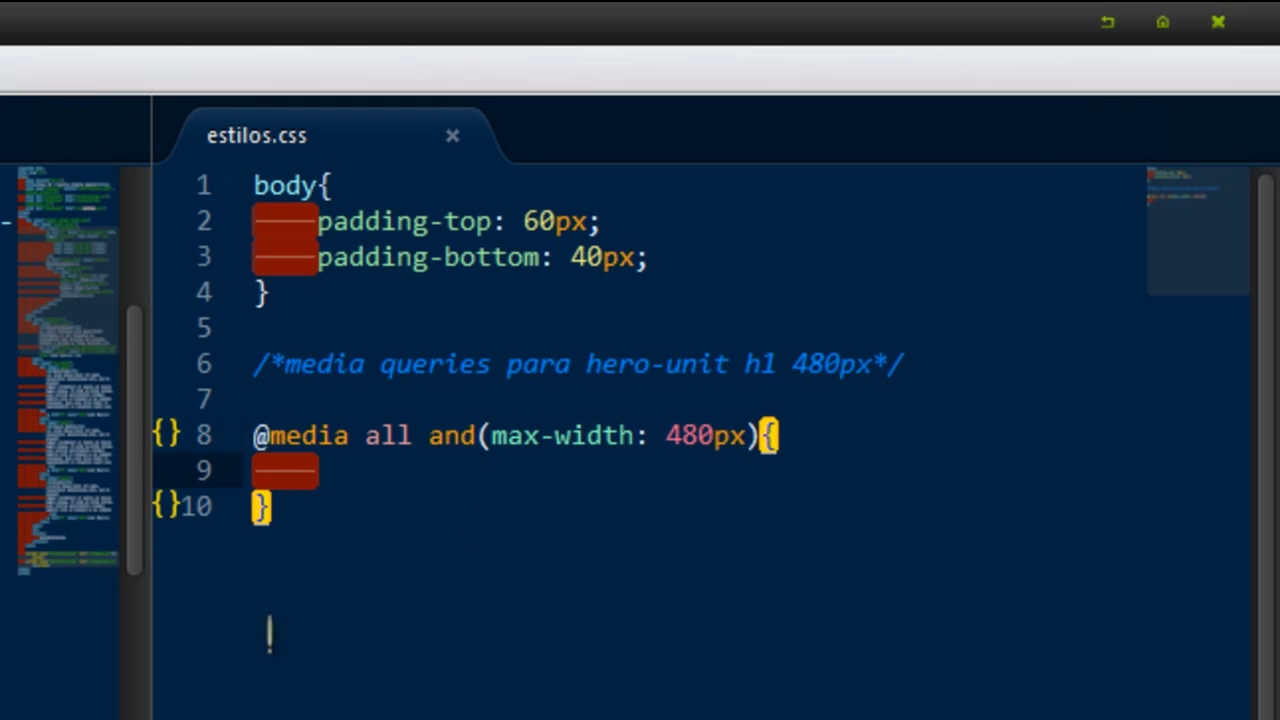 estilos.css ×
1 body{
2 padding-top: 60px;
3 padding-bottom: 40px;
4 }
5
6 /*media queries para hero-unit h1 480px*/
7
{} 8 @media all and(max-width: 480px){
9
{} 10 }